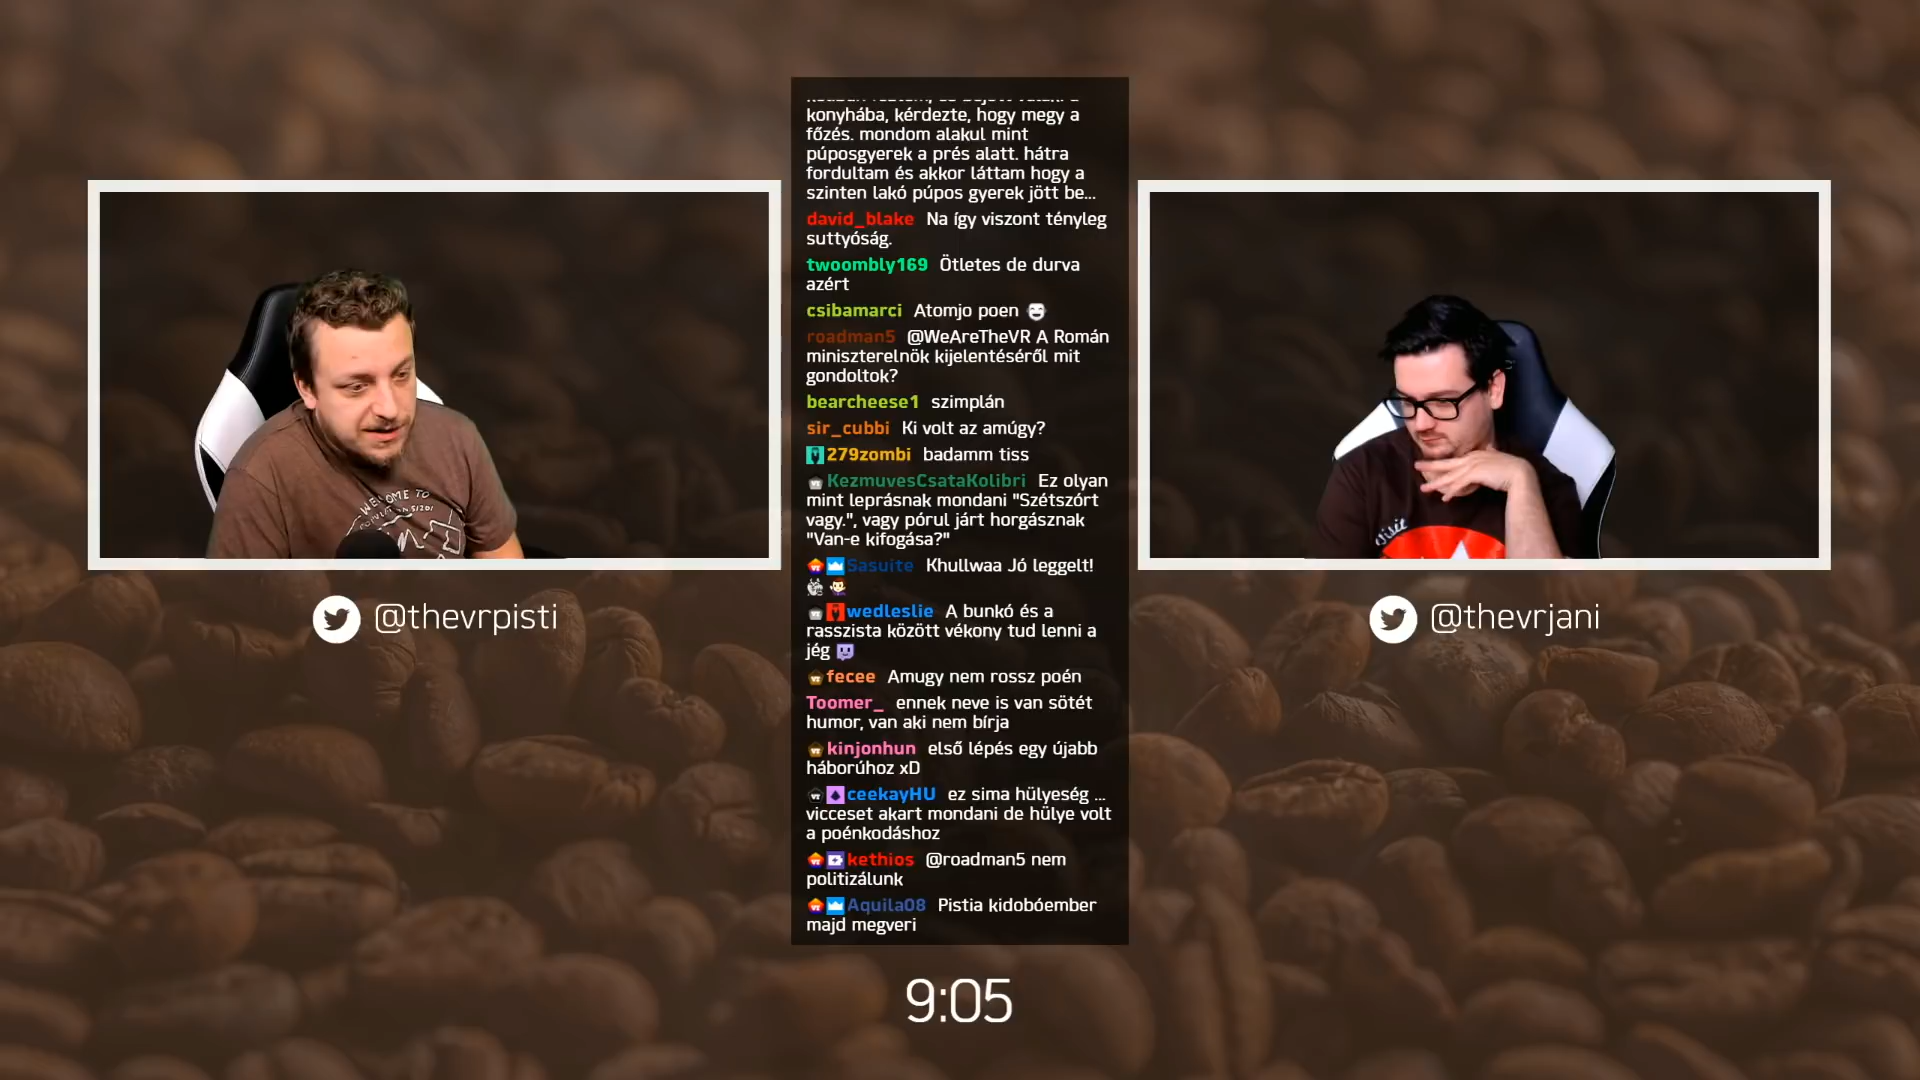 konyhába, kérdezte, hogy megy a
főzés. mondom alakul mint
púposgyerek a prés alatt. hátra
fordultam és akkor láttam hogy a
szinten lakó púpos gyerek jött be...
david_blake Na így viszont tényleg
suttyóság.
twoombly169 Ötletes de durva
azért
csibamarci Atomjo poen
roadman5 @WeAreTheVR A Román
miniszterelnök kijelentéséről mit
gondoltok?
bearcheese1 szimplán
sir_cubbi Ki volt az amúgy?
279zombi badamm tiss
KezmuvesCsataKolibri Ez olyan
mint leprásnak mondani "Szétszórt
vagy.", vagy pórul járt horgásznak
"Van-e kifogása?"
Sasuite Khullwaa Jó leggelt!
wedleslie A bunkó és a
rasszista között vékony tud lenni a
jég
fecee Amugy nem rossz poén
Toomer_ ennek neve is van sötét
humor, van aki nem bírja
kinjonhun első lépés egy újabb
háborúhoz xD
ceekayHU ez sima hülyeség ...
vicceset akart mondani de hülye volt
a poénkodáshoz
kethios @roadman5 nem
politizálunk
Aquila08 Pistia kidobóember
majd megveri
WELCOME TO
visit
@thevrpisti
@thevrjani
9:05